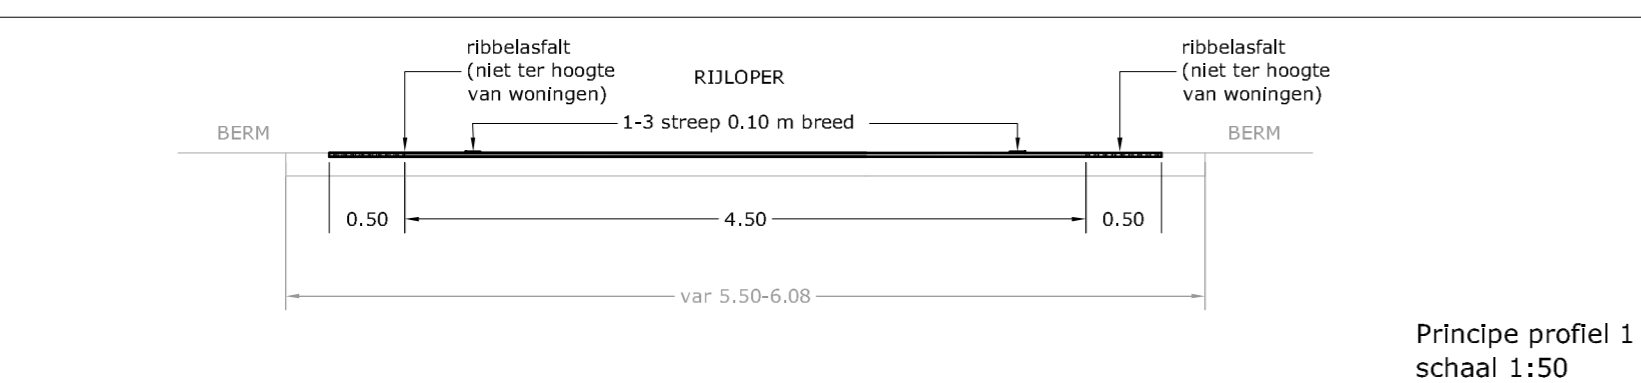 ribbelasfalt
(niet ter hoogte
van woningen)
RIJLOPER
ribbelasfalt
(niet ter hoogte
van woningen)
1-3 streep 0.10 m breed
BERM
BERM
0.50
4.50
0.50
var 5.50-6.08
Principe profiel 1
schaal 1:50